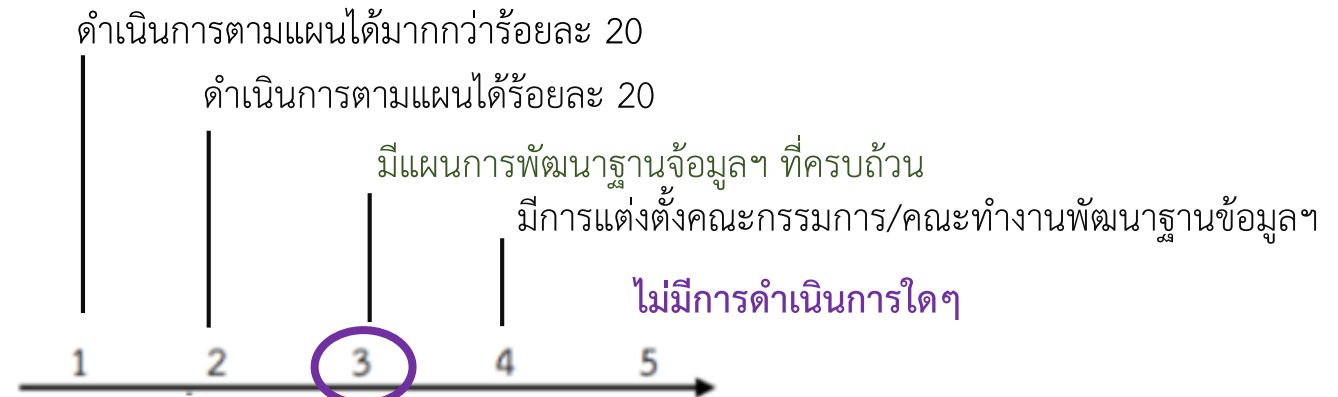 ดำเนินการตามแผนได้มากกว่าร้อยละ 20
ดำเนินการตามแผนได้ร้อยละ 20
มีแผนการพัฒนาฐานจ้อมูลฯ ที่ครบถ้วน
มีการแต่งตั้งคณะกรรมการ/คณะทำงานพัฒนาฐานข้อมูลฯ
ไม่มีการดำเนินการใดๆ
1 2 3 4 5